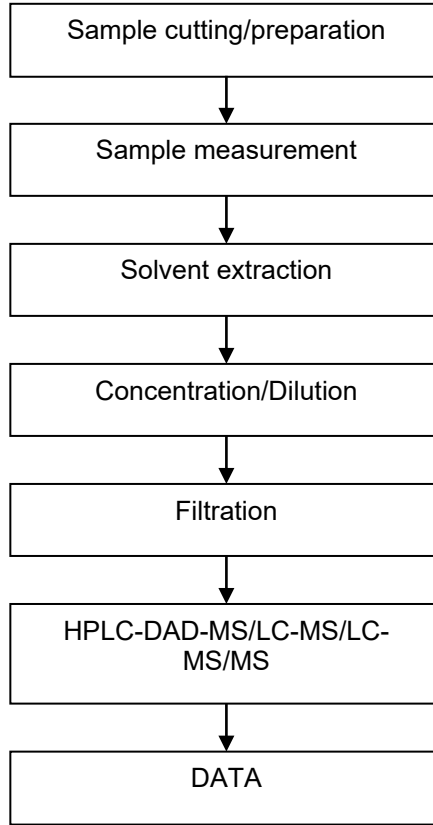 Sample cutting/preparation
Sample measurement
Solvent extraction
Concentration/Dilution
Filtration
HPLC-DAD-MS/LC-MS/LC-
MS/MS
DATA